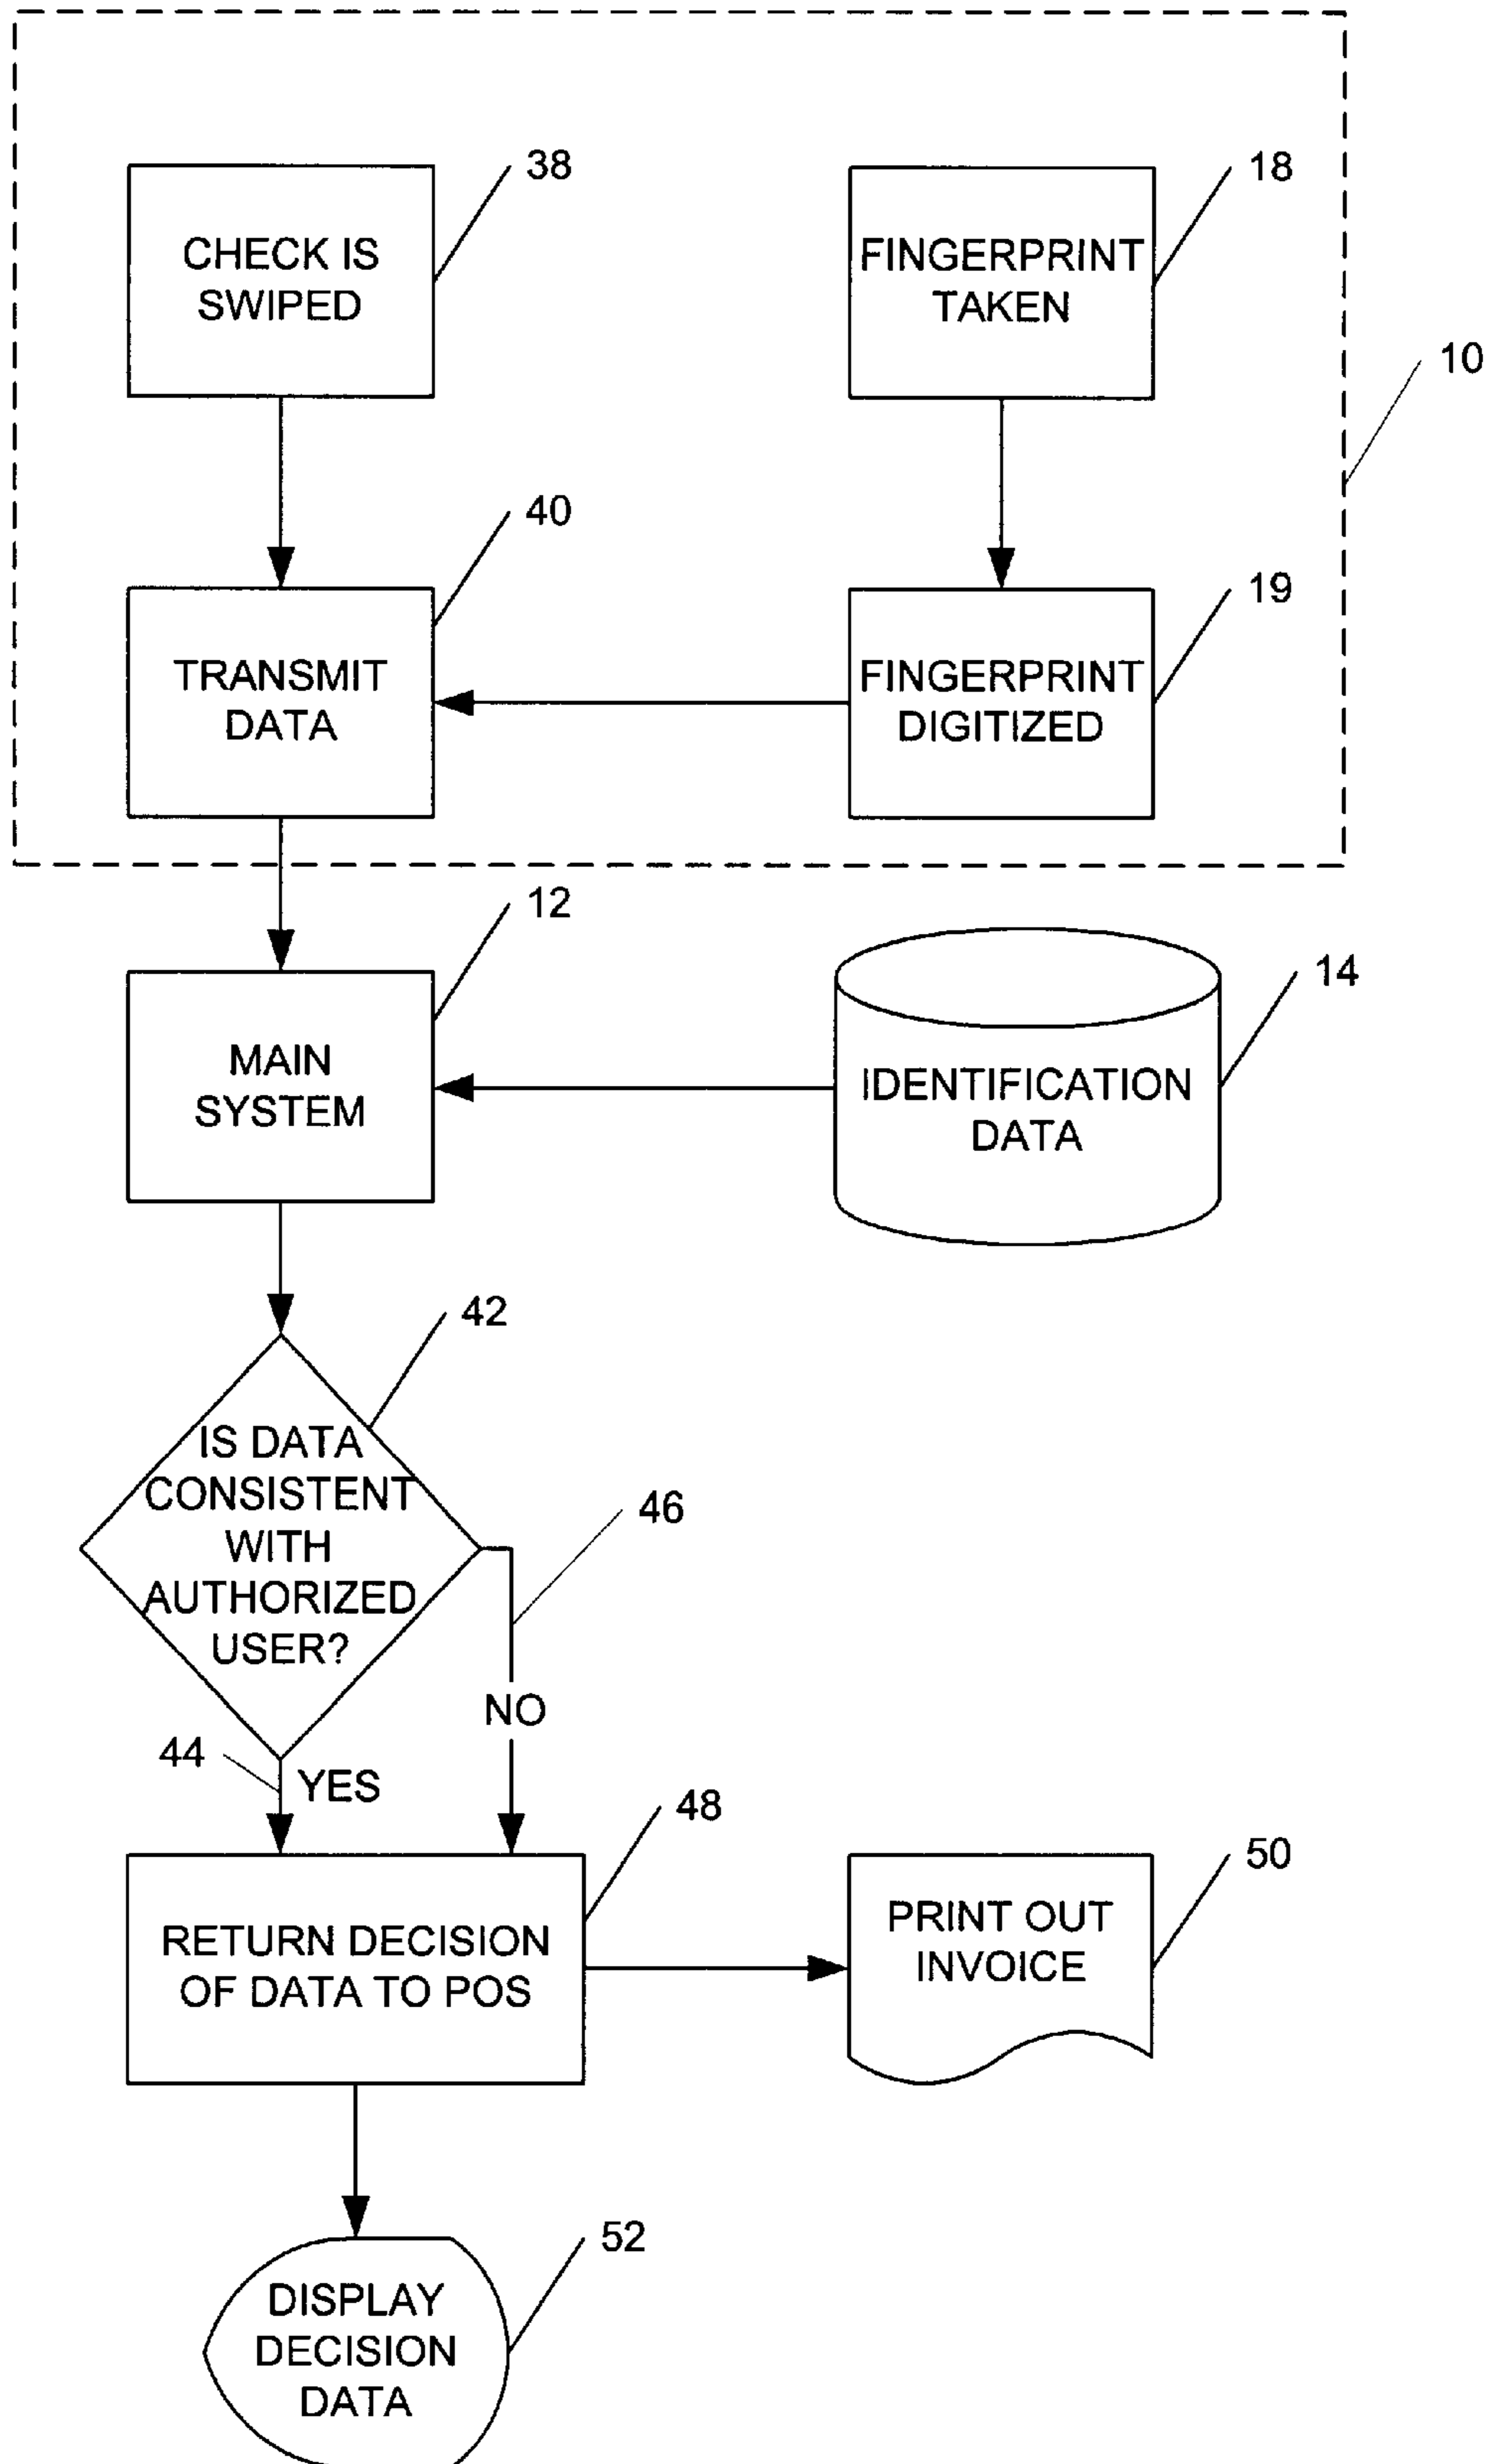 38
CHECK IS
SWIPED
18
FINGERPRINT
TAKEN
10
40
TRANSMIT
DATA
19
FINGERPRINT
DIGITIZED
12
MAIN
SYSTEM
14
IDENTIFICATION
DATA
42
IS DATA
CONSISTENT
WITH
AUTHORIZED
USER?
46
NO
44
YES
48
RETURN DECISION
OF DATA TO POS
50
PRINT OUT
INVOICE
52
DISPLAY
DECISION
DATA